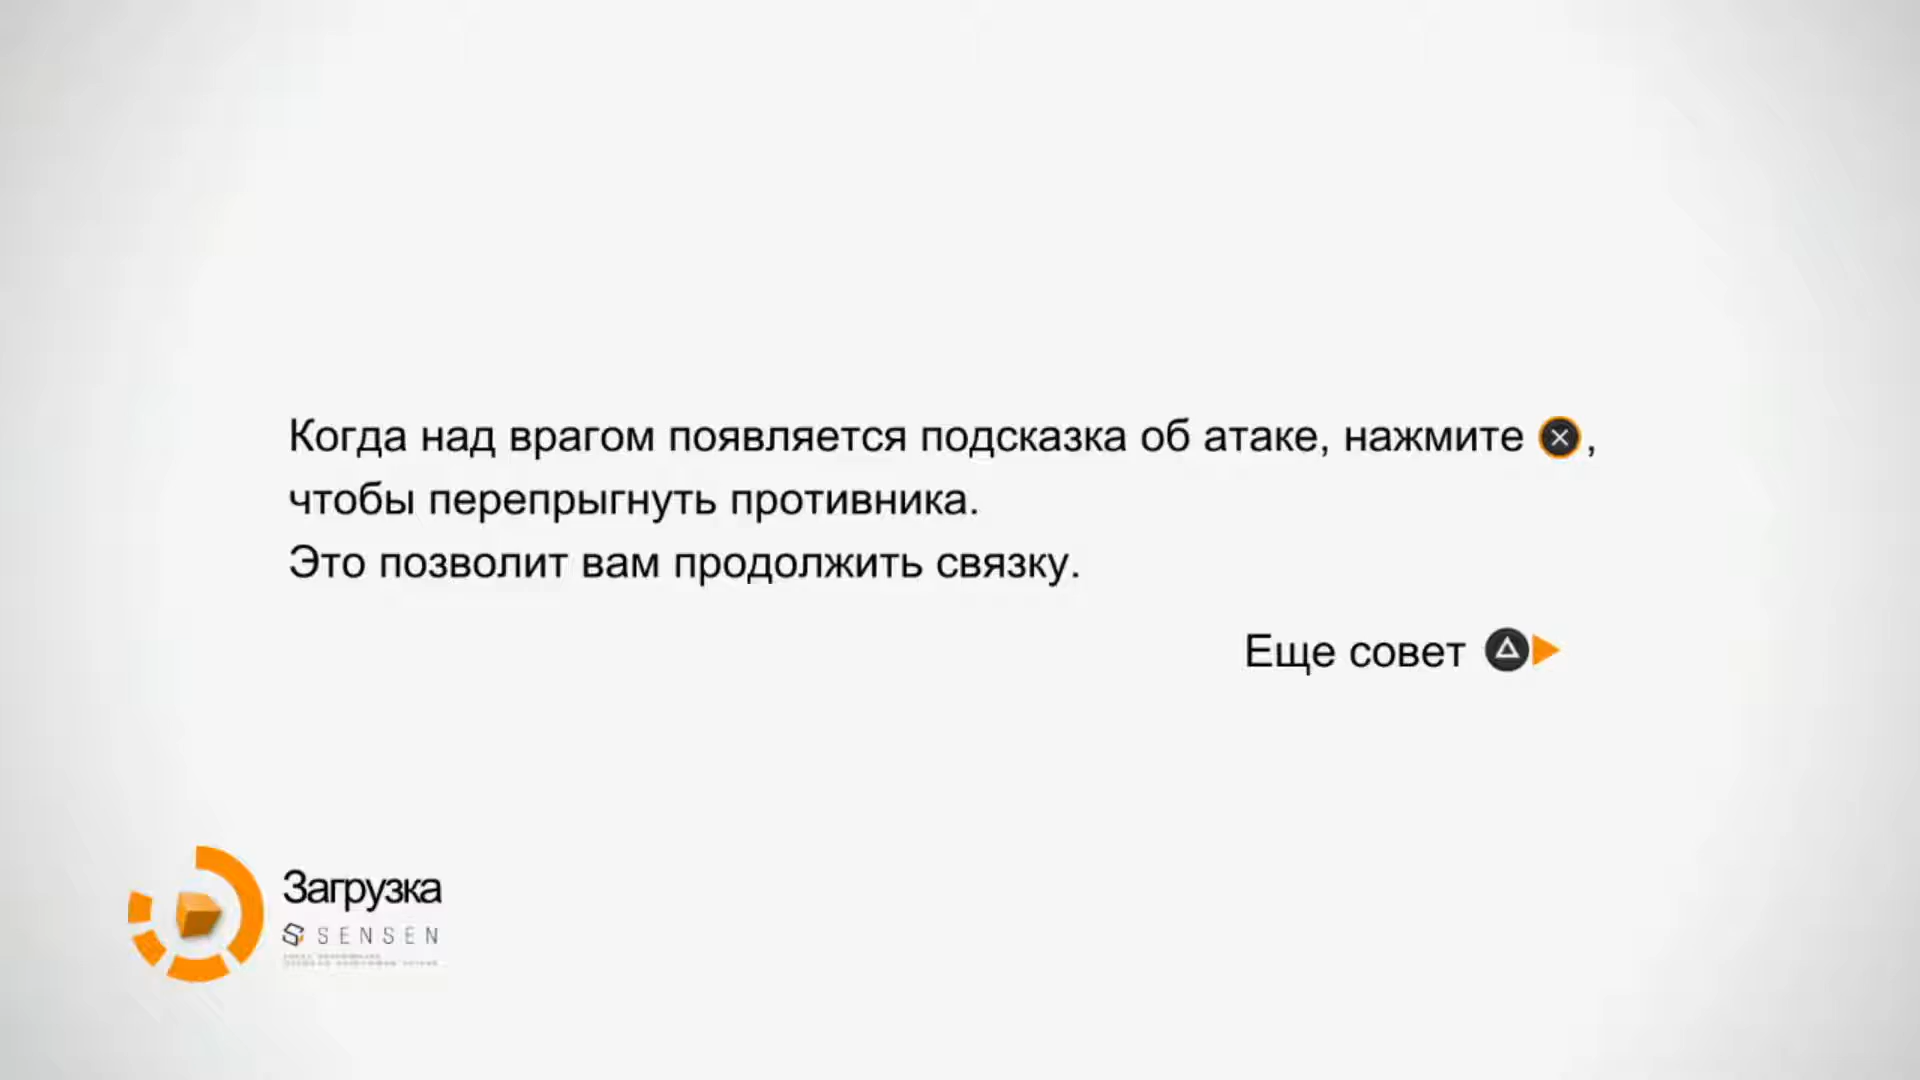 Когда над врагом появляется подсказка об атаке, нажмите ⓧ,
чтобы перепрыгнуть противника.
Это позволит вам продолжить связку.
Еще совет
Загрузка
SENSEN